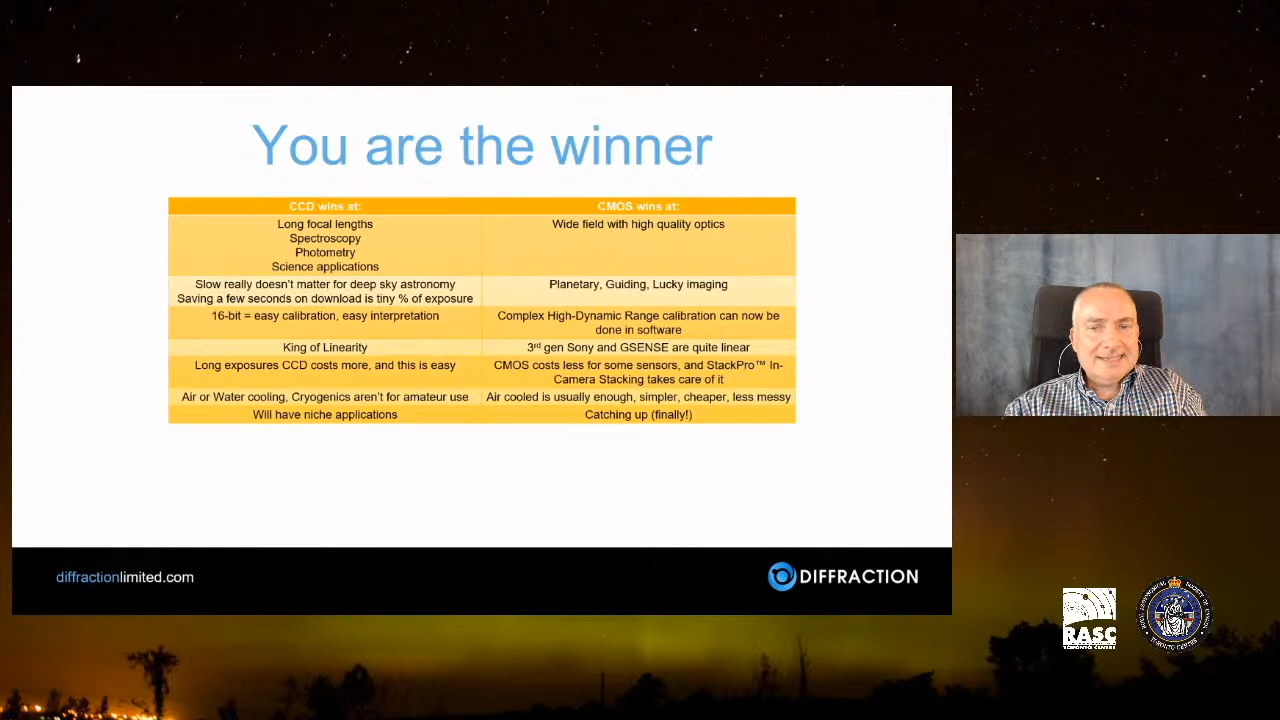 You are the winner
CCD wins at:
CMOS wins at:
Long focal lengths
Spectroscopy
Photometry
Science applications
Wide field with high quality optics
Slow really doesn't matter for deep sky astronomy
Saving a few seconds on download is tiny % of exposure
Planetary, Guiding, Lucky imaging
16-bit = easy calibration, easy interpretation
Complex High-Dynamic Range calibration can now be
done in software
King of Linearity
3rd gen Sony and GSENSE are quite linear
Long exposures CCD costs more, and this is easy
CMOS costs less for some sensors, and StackPro™ In-
Camera Stacking takes care of it
Air or Water cooling, Cryogenics aren't for amateur use
Air cooled is usually enough, simpler, cheaper, less messy
Will have niche applications
Catching up (finally!)
diffractionlimited.com
DIFFRACTION
RASC
TORONTO CENTRE